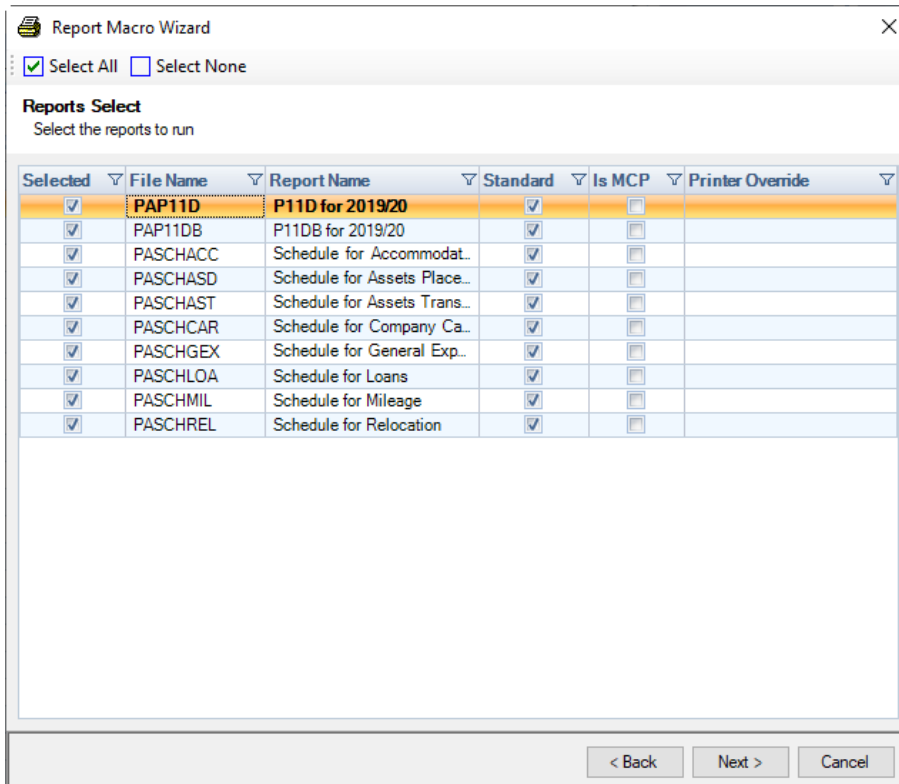 Report Macro Wizard
Select All Select None
Reports Select
Select the reports to run
Selected File Name Report Name Standard Is MCP Printer Override
PAP11D P11D for 2019/20
PAP11DB P11DB for 2019/20
PASCHACC Schedule for Accommodat...
PASCHASD Schedule for Assets Place...
PASCHAST Schedule for Assets Trans...
PASCHCAR Schedule for Company Ca...
PASCHGEX Schedule for General Exp...
PASCHLOA Schedule for Loans
PASCHMIL Schedule for Mileage
PASCHREL Schedule for Relocation
< Back Next > Cancel